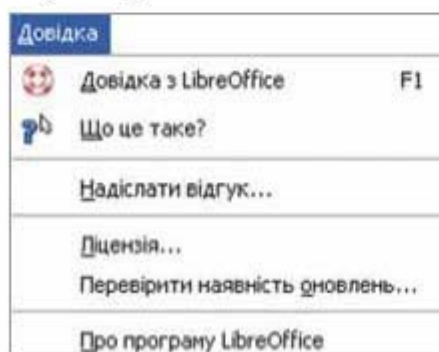 Довідка
Довідка з LibreOffice F1
Що це таке?
Надіслати відгук...
Ліцензія...
Перевірити наявність оновлень...
Про програму LibreOffice